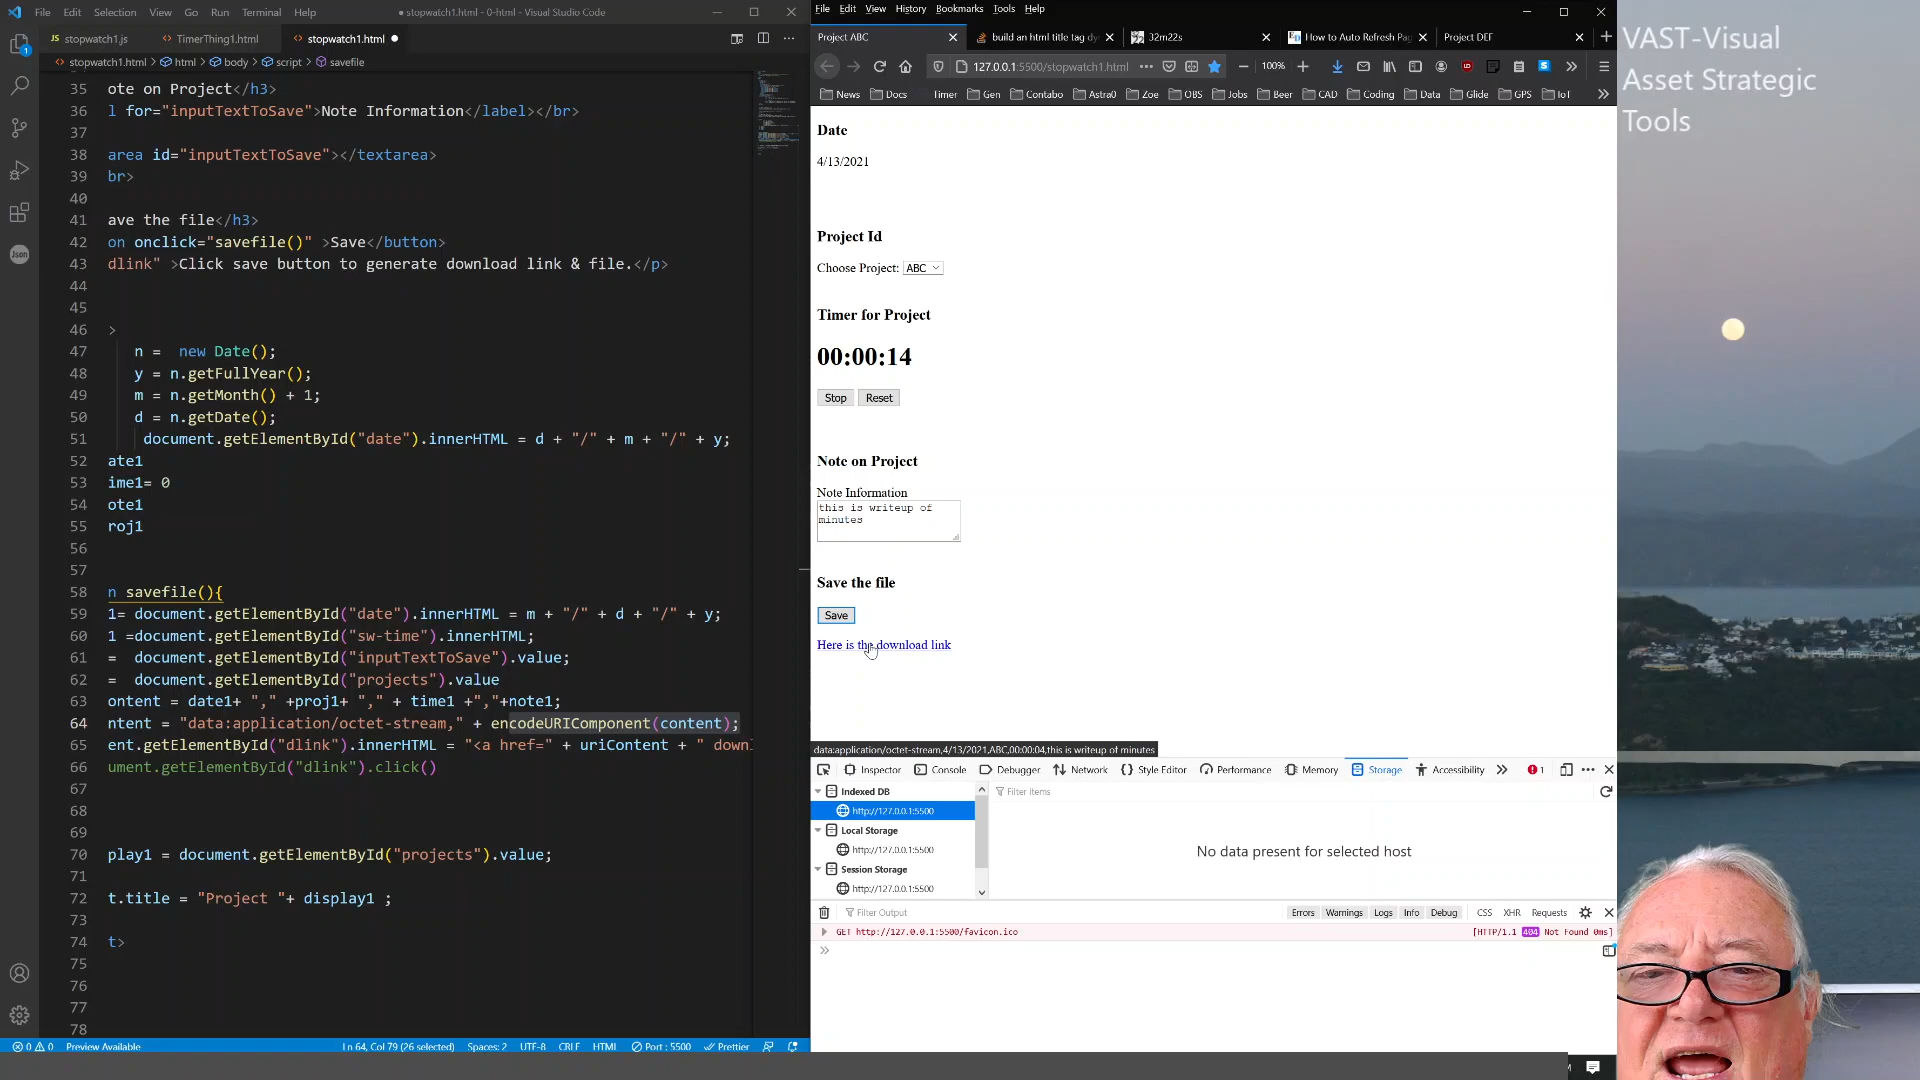 File Edit Selection View Go Run Terminal Help
● stopwatch1.html - 0-html - Visual Studio Code
JS stopwatch1.js
<> TimerThing1.html
<> stopwatch1.html ●
<> stopwatch1.html > html > body > script > savefile
35 ote on Project</h3>
36 l for="inputTextToSave">Note Information</label></br>
37
38 area id="inputTextToSave"></textarea>
39 br>
40
41 ave the file</h3>
42 on onclick="savefile()" >Save</button>
43 dlink" >Click save button to generate download link & file.</p>
44
45
46 >
47 n =  new Date();
48 y = n.getFullYear();
49 m = n.getMonth() + 1;
50 d = n.getDate();
51 document.getElementById("date").innerHTML = d + "/" + m + "/" + y;
52 ate1
53 ime1= 0
54 ote1
55 roj1
56
57
58 n savefile(){
59 1= document.getElementById("date").innerHTML = m + "/" + d + "/" + y;
60 1 =document.getElementById("sw-time").innerHTML;
61 =  document.getElementById("inputTextToSave").value;
62 =  document.getElementById("projects").value
63 ontent = date1+ "," +proj1+ "," + time1 +","+note1;
64 ntent = "data:application/octet-stream," + encodeURIComponent(content);
65 ent.getElementById("dlink").innerHTML = "<a href=" + uriContent + " downl
66 ument.getElementById("dlink").click()
67
68
69
70 play1 = document.getElementById("projects").value;
71
72 t.title = "Project "+ display1 ;
73
74 t>
75
76
77
78
0 0 Preview Available
Ln 64, Col 79 (26 selected) Spaces: 2 UTF-8 CRLF HTML Port : 5500 Prettier
File Edit View History Bookmarks Tools Help
Project ABC
build an html title tag dy
32m22s
How to Auto Refresh Pag
Project DEF
127.0.0.1:5500/stopwatch1.html
100%
News Docs Timer Gen Contabo Astra0 Zoe OBS Jobs Beer CAD Coding Data Glide GPS IoT
Date
4/13/2021
Project Id
Choose Project: ABC
Timer for Project
00:00:14
Stop Reset
Note on Project
Note Information
this is writeup of
minutes
Save the file
Save
Here is the download link
data:application/octet-stream,4/13/2021,ABC,00:00:04,this is writeup of minutes
Inspector Console Debugger Network Style Editor Performance Memory Storage Accessibility 1
Indexed DB
http://127.0.0.1:5500
Local Storage
http://127.0.0.1:5500
Session Storage
http://127.0.0.1:5500
Filter items
No data present for selected host
Filter Output
Errors Warnings Logs Info Debug CSS XHR Requests
GET http://127.0.0.1:5500/favicon.ico
[HTTP/1.1 404 Not Found 0ms]
VAST-Visual
Asset Strategic
Tools